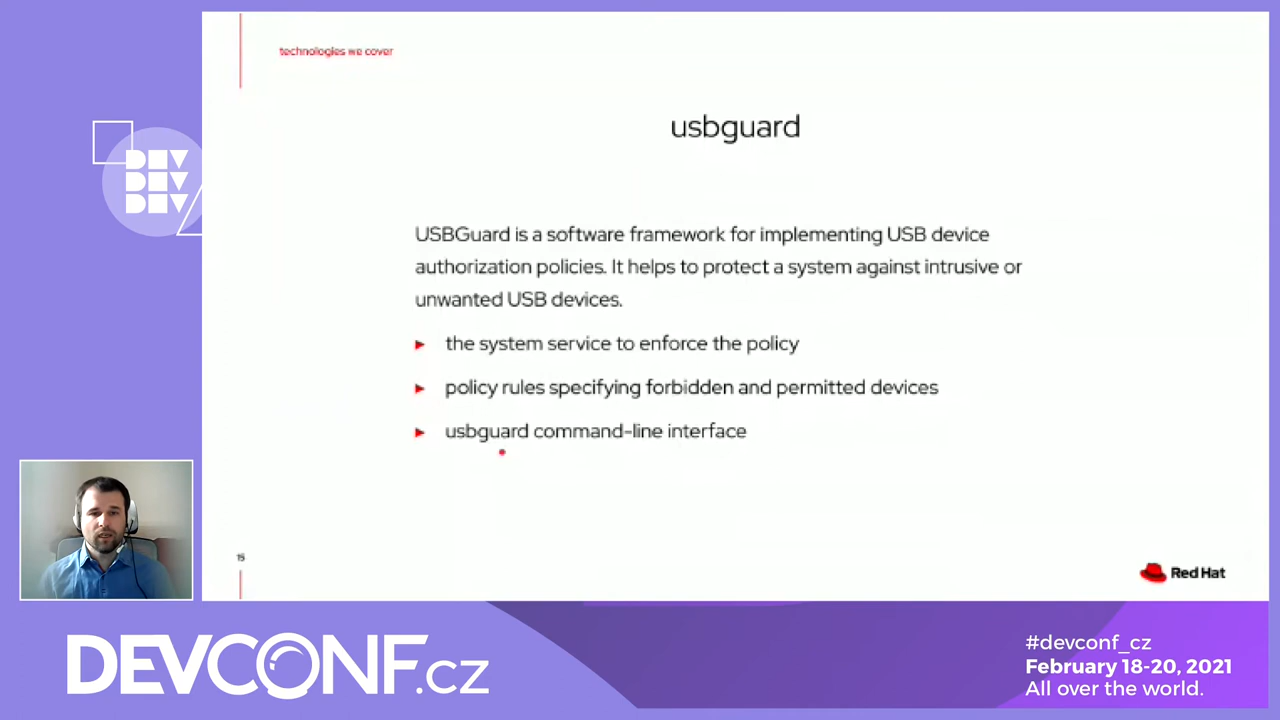 technologies we cover
usbguard
USBGuard is a software framework for implementing USB device
authorization policies. It helps to protect a system against intrusive or
unwanted USB devices.
the system service to enforce the policy
policy rules specifying forbidden and permitted devices
usbguard command-line interface
15
Red Hat
DEV
DEV
DEV
DEVCONF.cz
#devconf_cz
February 18-20, 2021
All over the world.